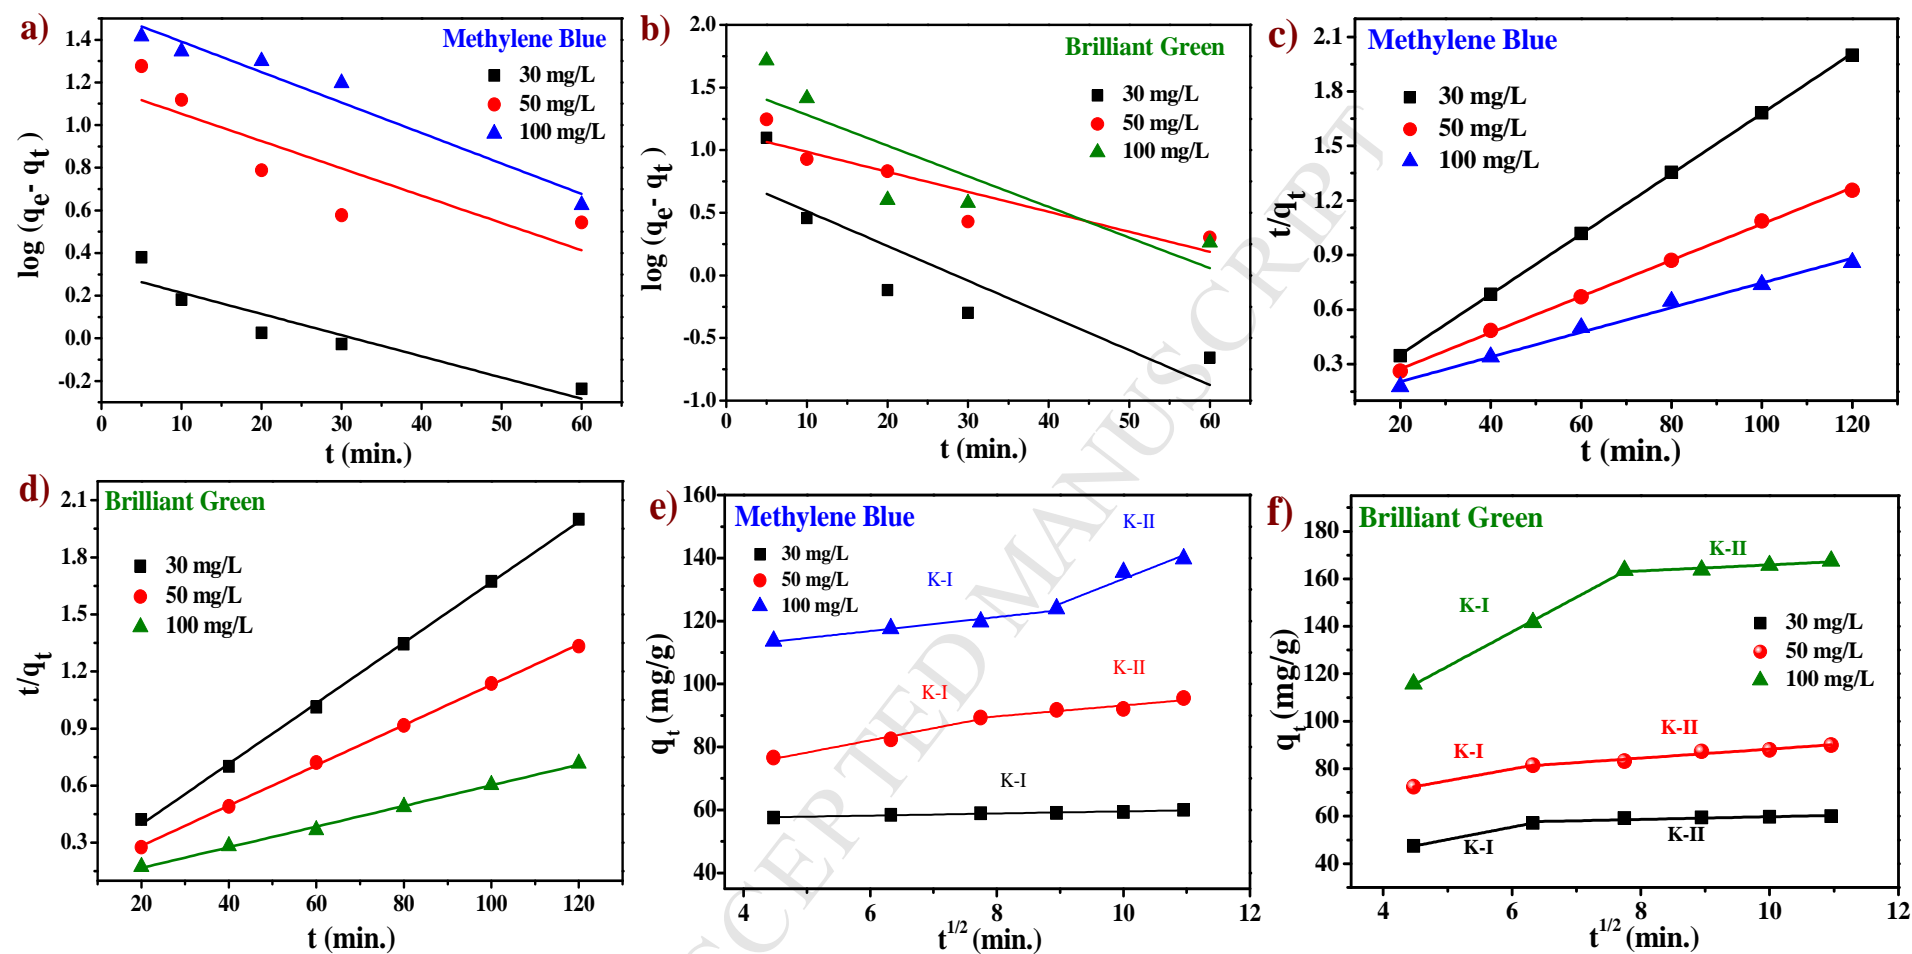 a)
Methylene Blue
30 mg/L
50 mg/L
100 mg/L
1.4
1.2
1.0
0.8
0.6
0.4
0.2
0.0
-0.2
0 10 20 30 40 50 60
log (qe- qt)
t (min.)
b)
Brilliant Green
30 mg/L
50 mg/L
100 mg/L
2.0
1.5
1.0
0.5
0.0
-0.5
-1.0
0 10 20 30 40 50 60
log (qe- qt)
t (min.)
c)
Methylene Blue
30 mg/L
50 mg/L
100 mg/L
2.1
1.8
1.5
1.2
0.9
0.6
0.3
20 40 60 80 100 120
t/qt
t (min.)
d)
Brilliant Green
30 mg/L
50 mg/L
100 mg/L
2.1
1.8
1.5
1.2
0.9
0.6
0.3
20 40 60 80 100 120
t/qt
t (min.)
e)
Methylene Blue
30 mg/L
50 mg/L
100 mg/L
K-II
K-I
K-II
K-I
K-I
160
140
120
100
80
60
40
4 6 8 10 12
qt (mg/g)
t1/2 (min.)
f)
Brilliant Green
K-II
K-I
30 mg/L
50 mg/L
100 mg/L
K-II
K-I
K-II
K-I
180
160
140
120
100
80
60
40
4 6 8 10 12
qt (mg/g)
t1/2 (min.)
SCCEPTED MANUSCRIPT